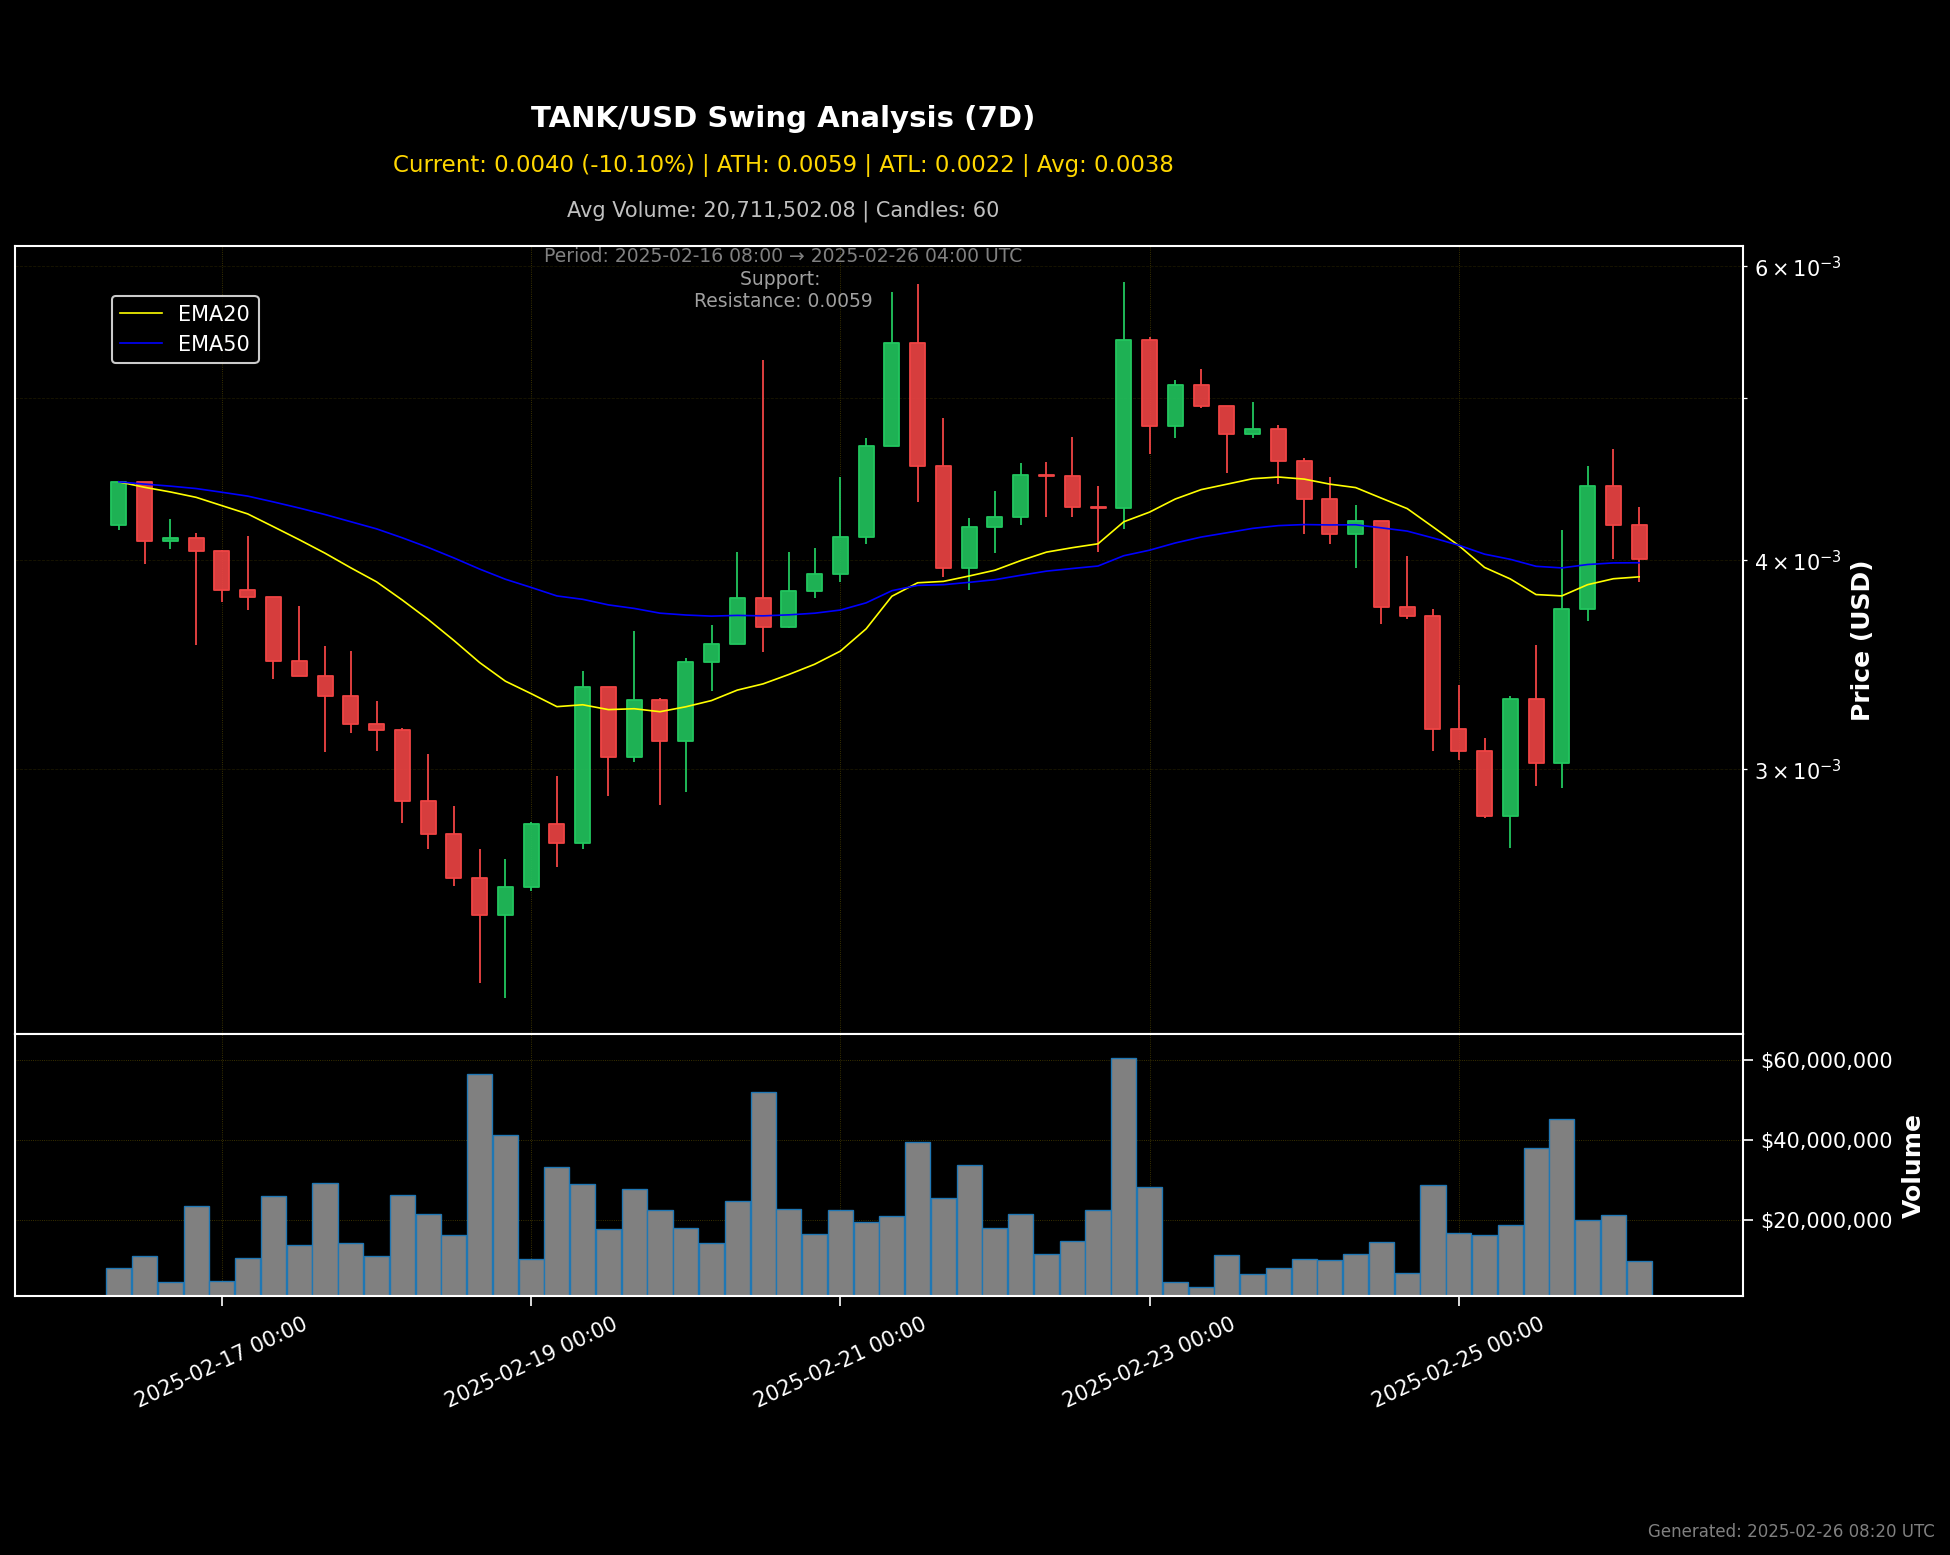 TANK/USD Swing Analysis (7D)
Current: 0.0040 (-10.10%) | ATH: 0.0059 | ATL: 0.0022 | Avg: 0.0038
Avg Volume: 20,711,502.08 | Candles: 60
Period: 2025-02-16 08:00 → 2025-02-26 04:00 UTC
Support:
Resistance: 0.0059
EMA20
EMA50
6 × 10⁻³
4 × 10⁻³
3 × 10⁻³
Price (USD)
$60,000,000
$40,000,000
$20,000,000
Volume
2025-02-17 00:00
2025-02-19 00:00
2025-02-21 00:00
2025-02-23 00:00
2025-02-25 00:00
Generated: 2025-02-26 08:20 UTC